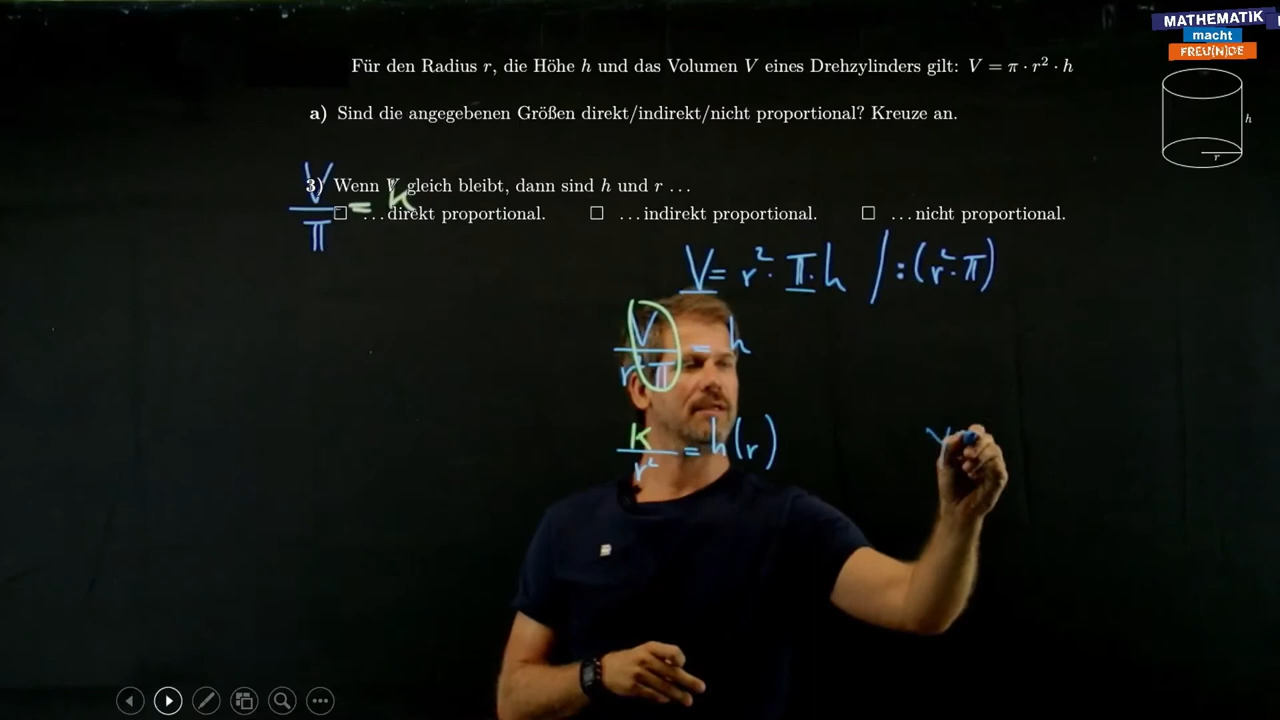 MATHEMATIK
macht
FREU(N)DE
Für den Radius r, die Höhe h und das Volumen V eines Drehzylinders gilt: V = π · r² · h
h
r
a) Sind die angegebenen Größen direkt/indirekt/nicht proportional? Kreuze an.
3) Wenn V gleich bleibt, dann sind h und r ...
☐ ...direkt proportional. ☐ ...indirekt proportional. ☐ ...nicht proportional.
V/π = K
V = r² · π · h / : (r² · π)
V/(r² π) = h
K/r² = h(r)